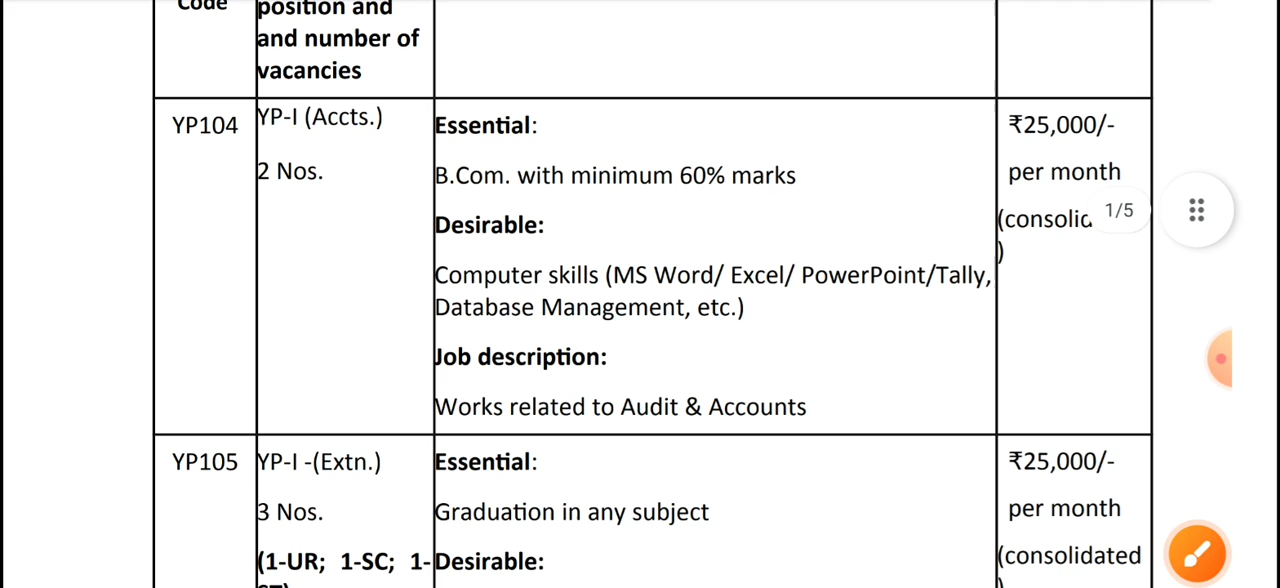 Code
position and
and number of
vacancies
YP104
YP-I (Accts.)
2 Nos.
Essential:
B.Com. with minimum 60% marks
Desirable:
Computer skills (MS Word/ Excel/ PowerPoint/Tally,
Database Management, etc.)
Job description:
Works related to Audit & Accounts
₹25,000/-
per month
(consolid
)
1/5
YP105
YP-I -(Extn.)
3 Nos.
(1-UR; 1-SC; 1-
Essential:
Graduation in any subject
Desirable:
₹25,000/-
per month
(consolidated
)